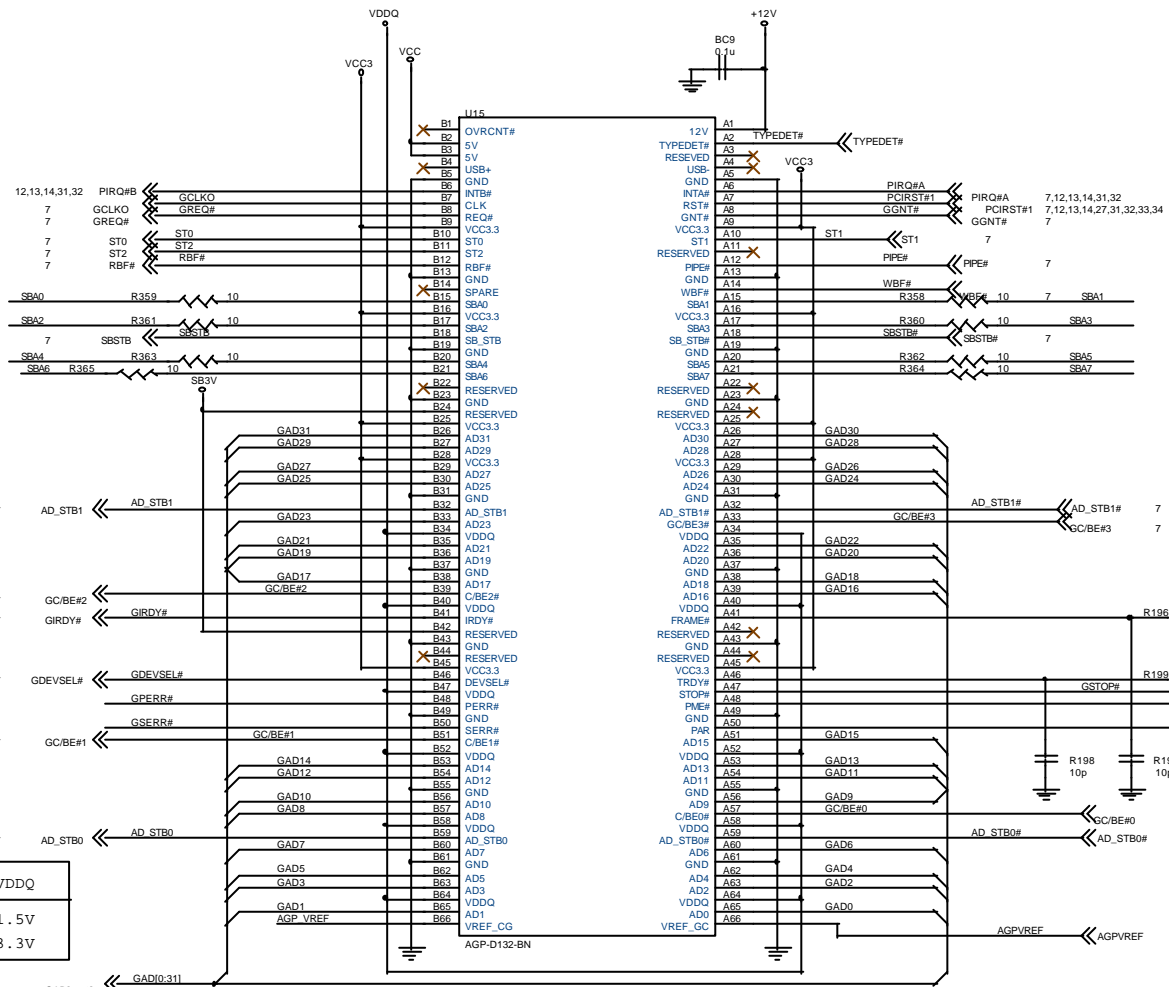 VDDQ
+12V
VCC
BC9
0.1u
VCC3
U15
B1 OVRCNT# 12V A1
B2 5V TYPEDET# A2 TYPEDET# TYPEDET#
B3 5V RESEVED A3
B4 USB+ USB- A4
VCC3
B5 GND GND A5
12,13,14,31,32 PIRQ#B B6 INTB# INTA# A6 PIRQ#A PIRQ#A 7,12,13,14,31,32
7 GCLKO GCLKO B7 CLK RST# A7 PCIRST#1 PCIRST#1 7,12,13,14,27,31,32,33,34
7 GREQ# GREQ# B8 REQ# GNT# A8 GGNT# GGNT# 7
B9 VCC3.3 VCC3.3 A9
7 ST0 ST0 B10 ST0 ST1 A10 ST1 ST1 7
7 ST2 ST2 B11 ST2 RESERVED A11
7 RBF# RBF# B12 RBF# PIPE# A12 PIPE# PIPE# 7
B13 GND GND A13
B14 SPARE WBF# A14 WBF# WBF# 7
SBA0 R359 10 B15 SBA0 SBA1 A15 R358 10 SBA1
B16 VCC3.3 VCC3.3 A16
SBA2 R361 10 B17 SBA2 SBA3 A17 R360 10 SBA3
7 SBSTB SBSTB B18 SB_STB SB_STB# A18 SBSTB# SBSTB# 7
B19 GND GND A19
SBA4 R363 10 B20 SBA4 SBA5 A20 R362 10 SBA5
SBA6 R365 10 B21 SBA6 SBA7 A21 R364 10 SBA7
SB3V
B22 RESERVED RESERVED A22
B23 GND GND A23
B24 RESERVED RESERVED A24
B25 VCC3.3 VCC3.3 A25
GAD31 B26 AD31 AD30 A26 GAD30
GAD29 B27 AD29 AD28 A27 GAD28
B28 VCC3.3 VCC3.3 A28
GAD27 B29 AD27 AD26 A29 GAD26
GAD25 B30 AD25 AD24 A30 GAD24
B31 GND GND A31
AD_STB1 AD_STB1 B32 AD_STB1 AD_STB1# A32 AD_STB1# AD_STB1# 7
GAD23 B33 AD23 GC/BE3# A33 GC/BE#3 GC/BE#3 7
B34 VDDQ VDDQ A34
GAD21 B35 AD21 AD22 A35 GAD22
GAD19 B36 AD19 AD20 A36 GAD20
B37 GND GND A37
GAD17 B38 AD17 AD18 A38 GAD18
GC/BE#2 GC/BE#2 B39 C/BE2# AD16 A39 GAD16
B40 VDDQ VDDQ A40
GIRDY# GIRDY# B41 IRDY# FRAME# A41 R196
B42 RESERVED RESERVED A42
B43 GND GND A43
B44 RESERVED RESERVED A44
B45 VCC3.3 VCC3.3 A45
GDEVSEL# GDEVSEL# B46 DEVSEL# TRDY# A46 R199
B47 VDDQ STOP# A47 GSTOP#
GPERR# B48 PERR# PME# A48
B49 GND GND A49
GSERR# B50 SERR# PAR A50
GC/BE#1 GC/BE#1 B51 C/BE1# AD15 A51 GAD15
B52 VDDQ VDDQ A52
GAD14 B53 AD14 AD13 A53 GAD13
GAD12 B54 AD12 AD11 A54 GAD11
R198
10p
10p
B55 GND GND A55
GAD10 B56 AD10 AD9 A56 GAD9
GAD8 B57 AD8 C/BE0# A57 GC/BE#0 GC/BE#0
B58 VDDQ VDDQ A58
AD_STB0 AD_STB0 B59 AD_STB0 AD_STB0# A59 AD_STB0# AD_STB0#
GAD7 B60 AD7 AD6 A60 GAD6
B61 GND GND A61
GAD5 B62 AD5 AD4 A62 GAD4
GAD3 B63 AD3 AD2 A63 GAD2
B64 VDDQ VDDQ A64
GAD1 B65 AD1 AD0 A65 GAD0
AGP_VREF B66 VREF_CG VREF_GC A66 AGPVREF AGPVREF
VDDQ
1.5V
3.3V
AGP-D132-BN
GAD[0:31]